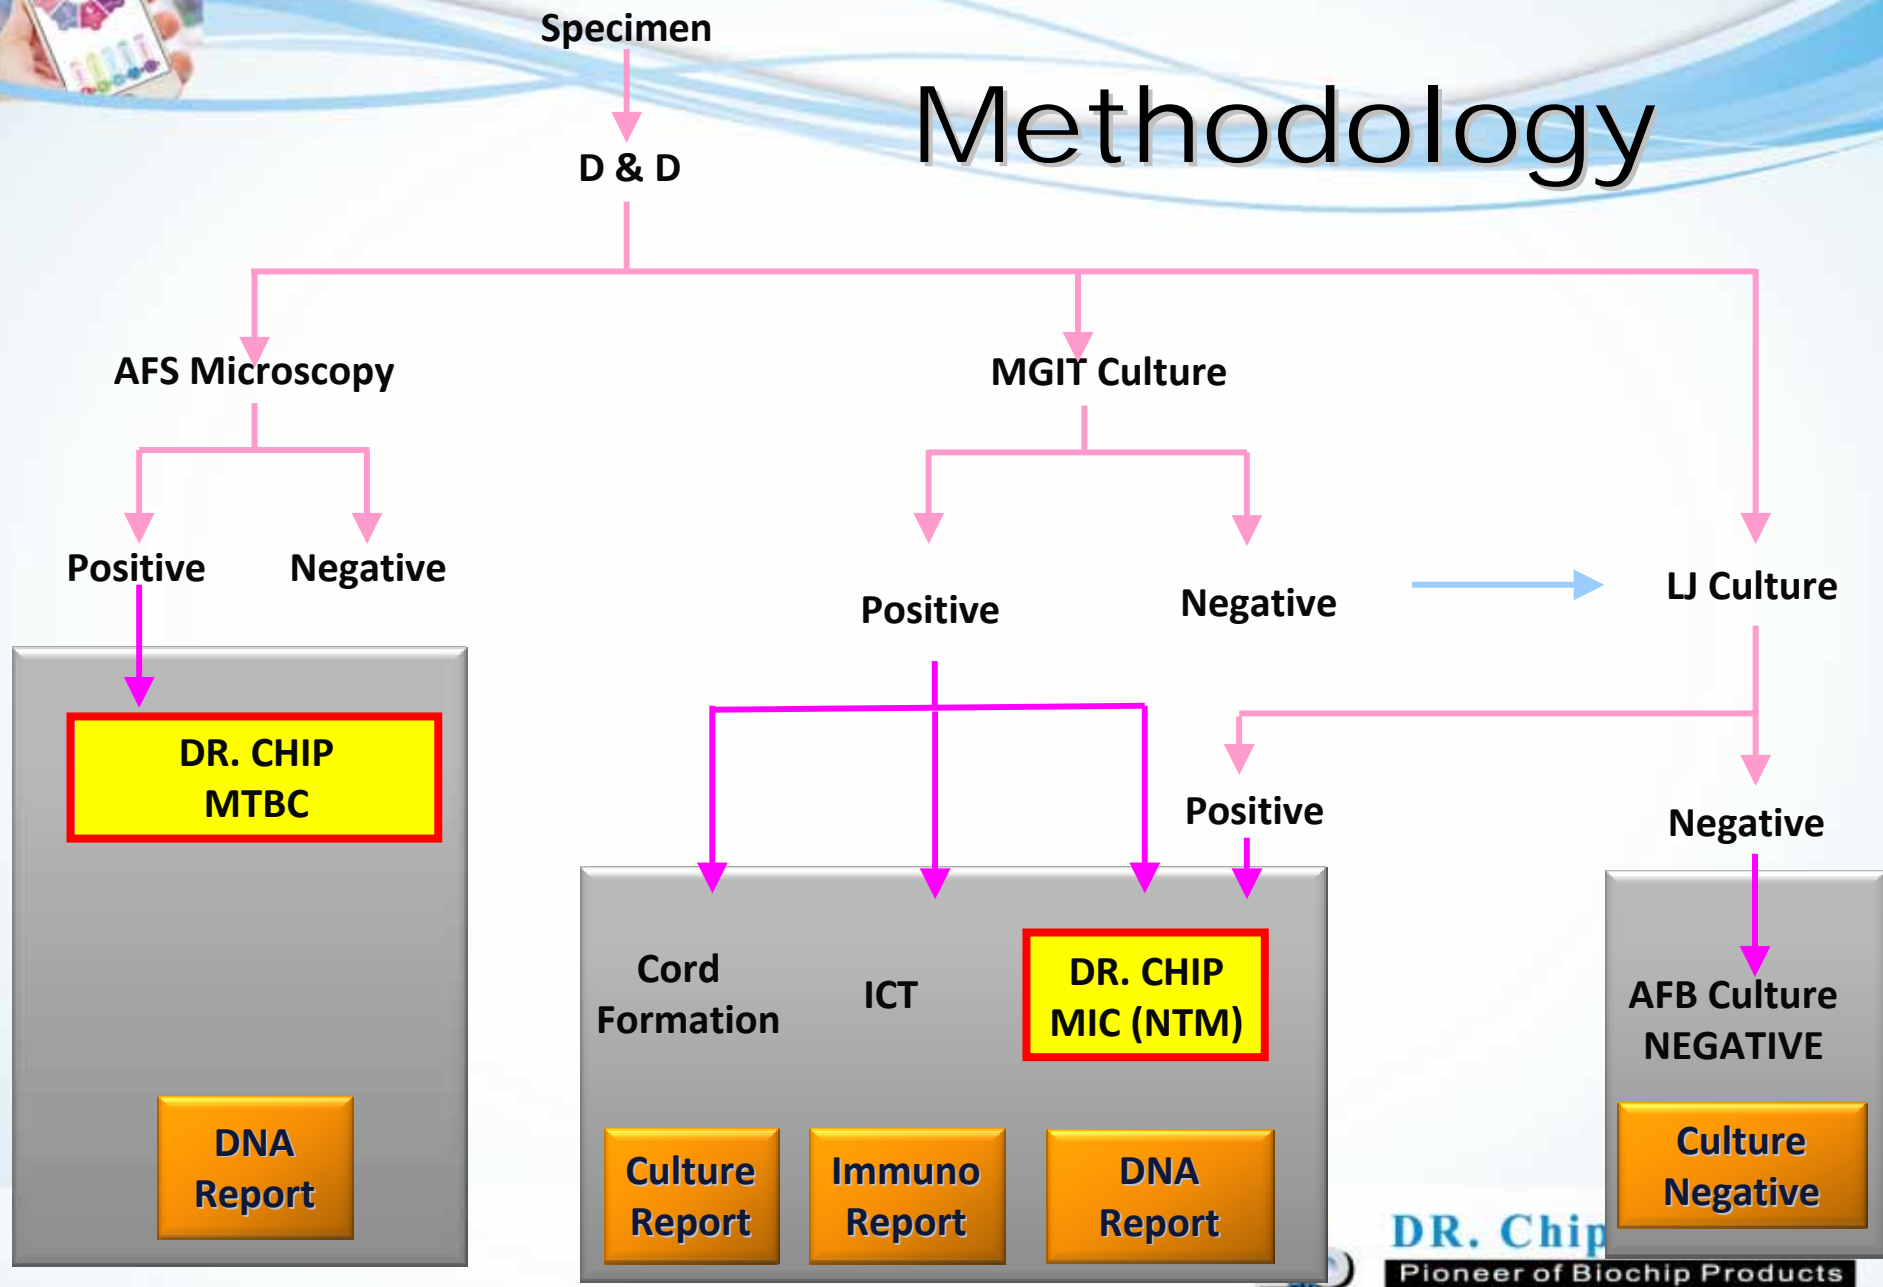 Specimen
Methodology
D & D
AFS Microscopy
MGIT Culture
Positive
Negative
Positive
Negative
LJ Culture
DR. CHIP
MTBC
Positive
Negative
Cord
Formation
ICT
DR. CHIP
MIC (NTM)
AFB Culture
NEGATIVE
DNA
Report
Culture
Report
Immuno
Report
DNA
Report
Culture
Negative
DR. Chip
Pioneer of Biochip Products